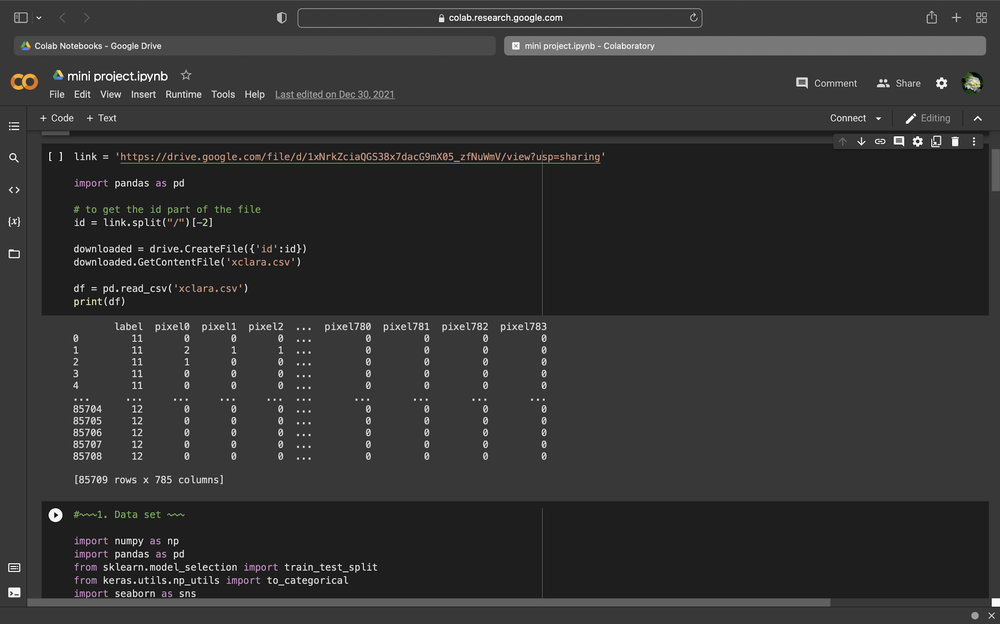 colab.research.google.com
Colab Notebooks - Google Drive
mini project.ipynb - Colaboratory
mini project.ipynb
Comment
Share
File Edit View Insert Runtime Tools Help Last edited on Dec 30, 2021
+ Code + Text
Connect
Editing
[ ] link = 'https://drive.google.com/file/d/1xNrkZciaQGS38x7dacG9mX05_zfNuWmV/view?usp=sharing'
import pandas as pd
# to get the id part of the file
id = link.split("/")[-2]
downloaded = drive.CreateFile({'id':id})
downloaded.GetContentFile('xclara.csv')
df = pd.read_csv('xclara.csv')
print(df)
label pixel0 pixel1 pixel2 ... pixel780 pixel781 pixel782 pixel783
0 11 0 0 0 ... 0 0 0 0
1 11 2 1 1 ... 0 0 0 0
2 11 1 0 0 ... 0 0 0 0
3 11 0 0 0 ... 0 0 0 0
4 11 0 0 0 ... 0 0 0 0
... ... ... ... ... ... ... ... ... ...
85704 12 0 0 0 ... 0 0 0 0
85705 12 0 0 0 ... 0 0 0 0
85706 12 0 0 0 ... 0 0 0 0
85707 12 0 0 0 ... 0 0 0 0
85708 12 0 0 0 ... 0 0 0 0
[85709 rows x 785 columns]
#~~~1. Data set ~~~
import numpy as np
import pandas as pd
from sklearn.model_selection import train_test_split
from keras.utils.np_utils import to_categorical
import seaborn as sns